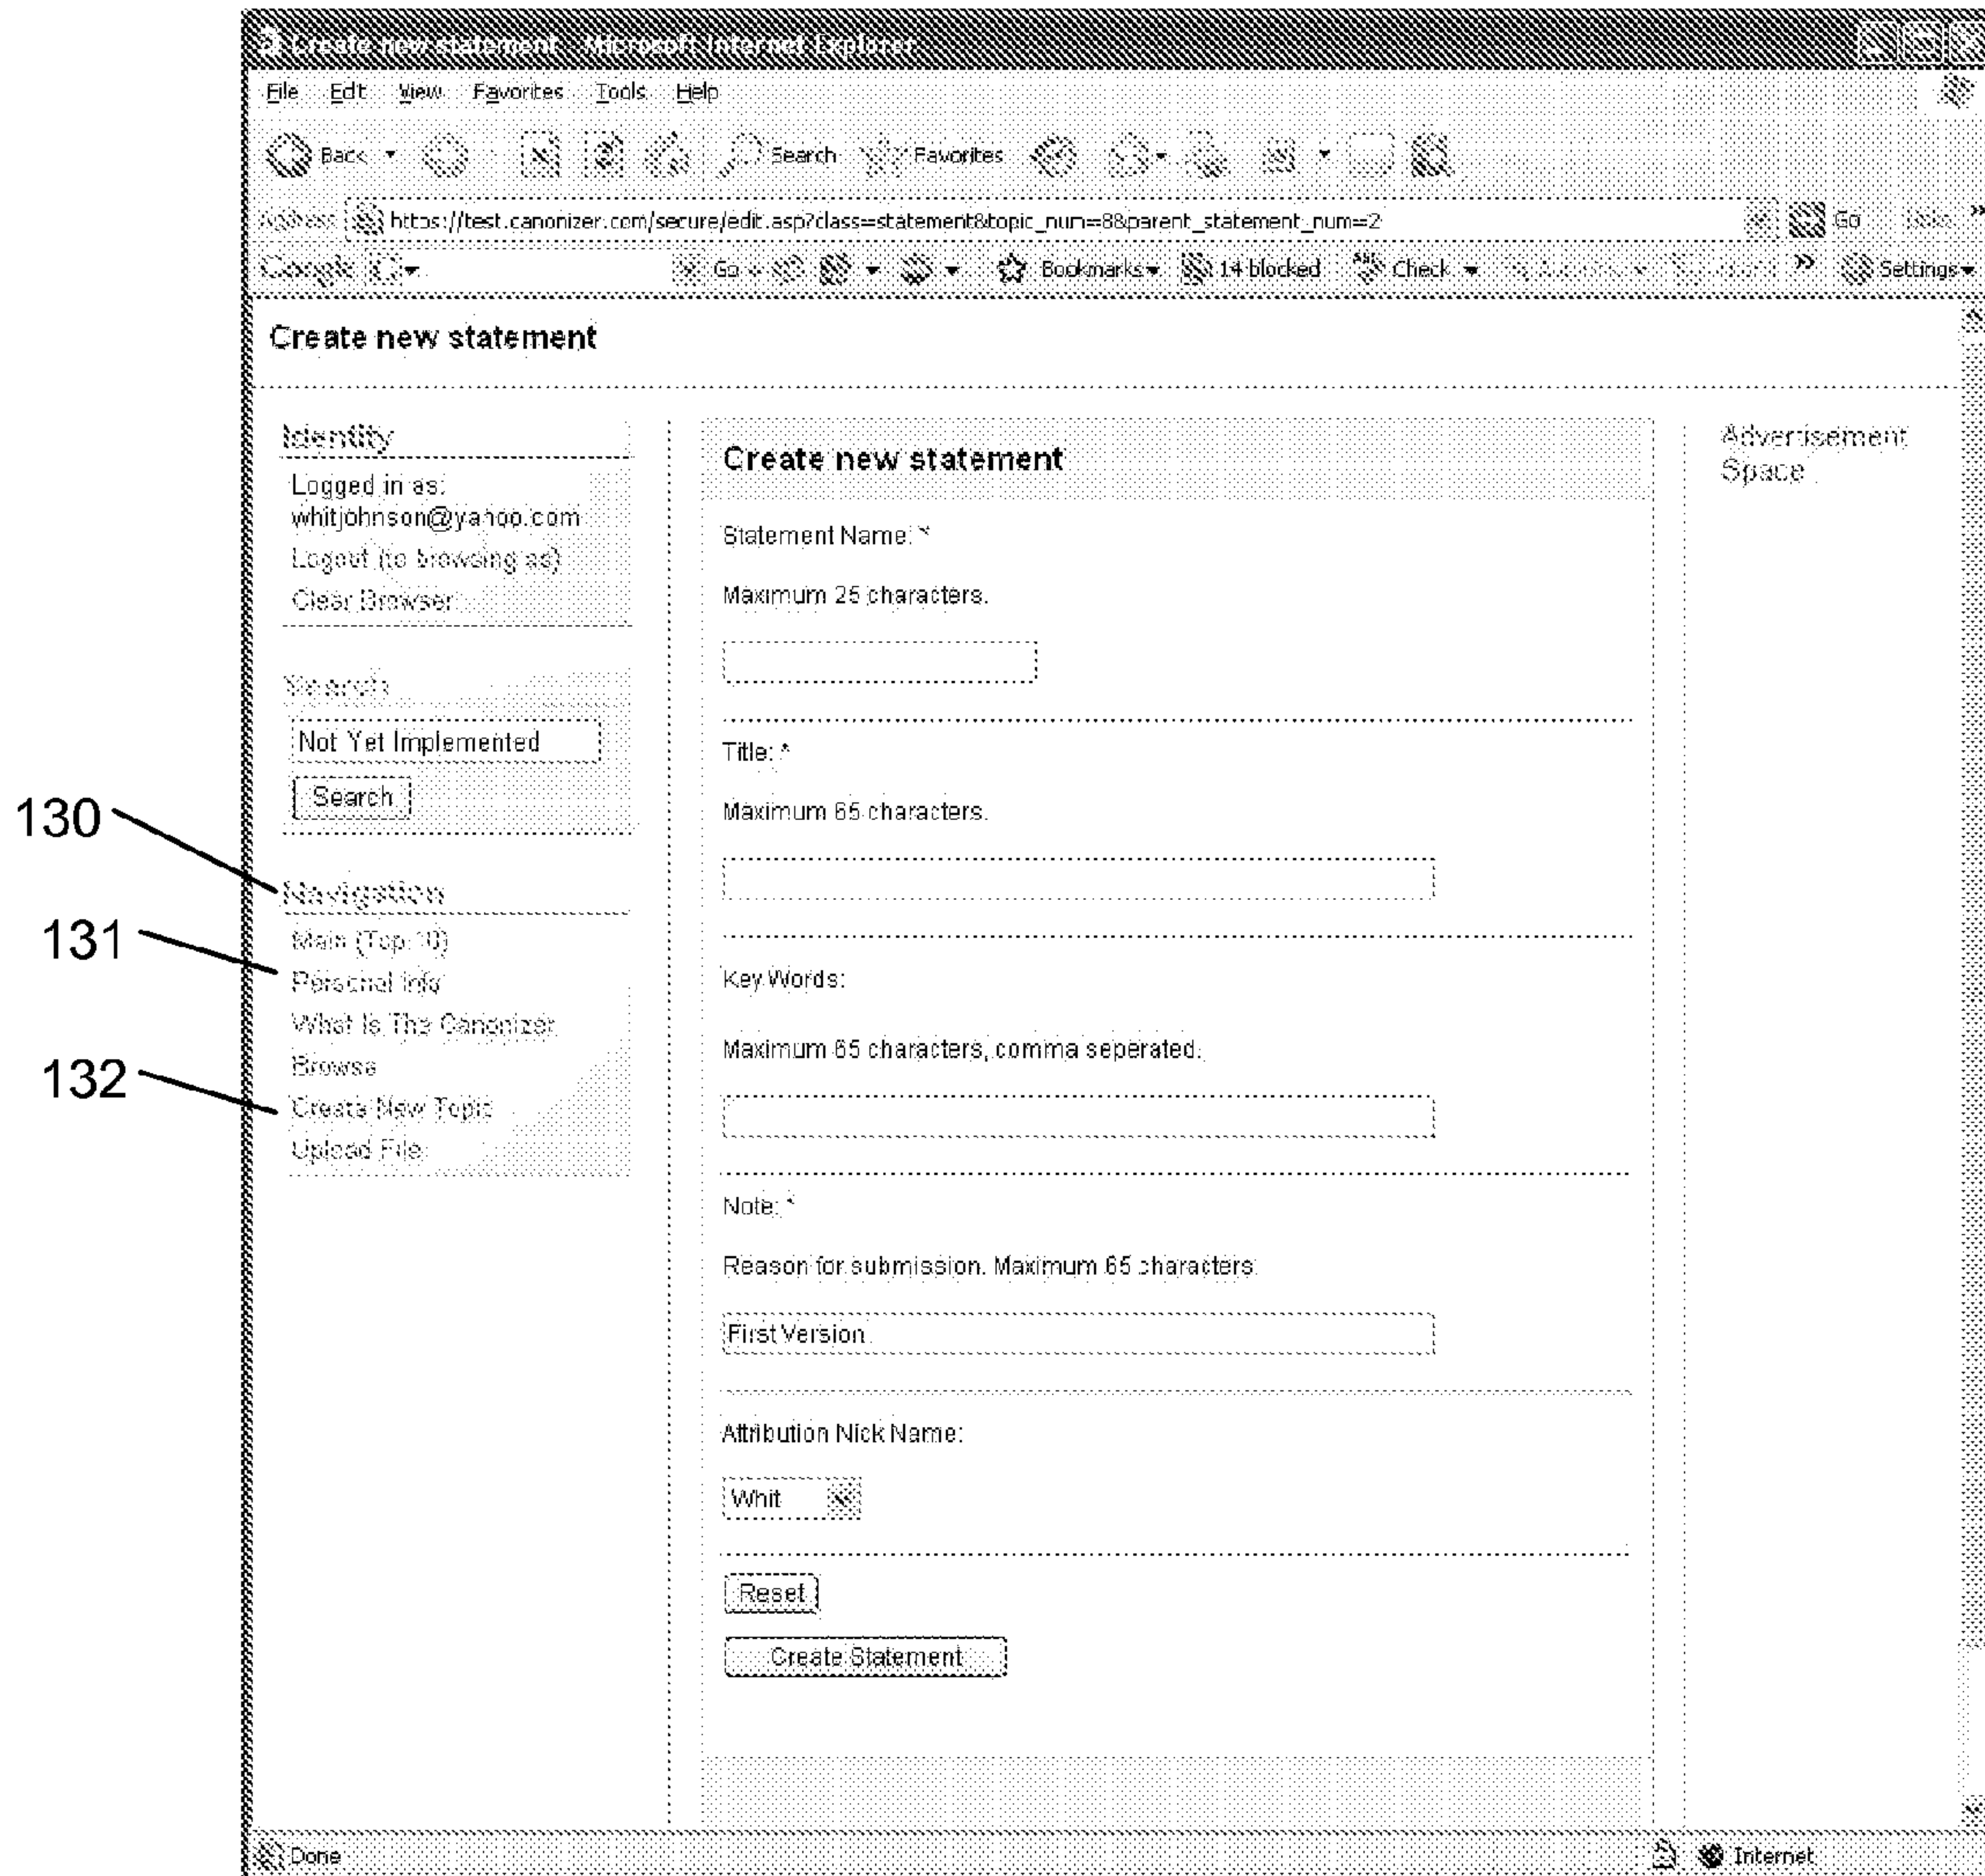 Create new statement - Microsoft Internet Explorer
File Edit View Favorites Tools Help
Back Search Favorites
Address https://test.canonizer.com/secure/edit.asp?class=statement&topic_num=8&parent_statement_num=2 Go Links »
Google Go Bookmarks 14 blocked Check » Settings
Create new statement
Identity
Logged in as:
whitjohnson@yahoo.com
Logout (to browsing as)
Clear Browser
Search
Not Yet Implemented
Search
130
Navigation
131
Main (Top 10)
Personal Info
What Is The Canonizer
Browse
132
Create New Topic
Upload File
Create new statement
Statement Name: *
Maximum 25 characters.
Title: *
Maximum 65 characters.
Key Words:
Maximum 65 characters, comma seperated.
Note: *
Reason for submission. Maximum 65 characters.
First Version
Attribution Nick Name:
Whit
Reset
Create Statement
Advertisement
Space
Done Internet